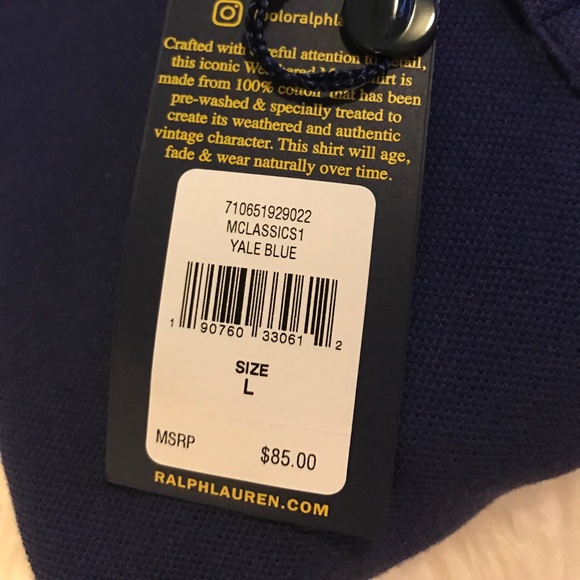 Crafted with careful attention to detail,
this iconic Weathered shirt is
made from 100% cotton that has been
pre-washed & specially treated to
create its weathered and authentic
vintage character. This shirt will age,
fade & wear naturally over time.
710651929022
MCLASSICS1
YALE BLUE
1 90760 33061 2
SIZE
L
MSRP $85.00
RALPHLAUREN.COM